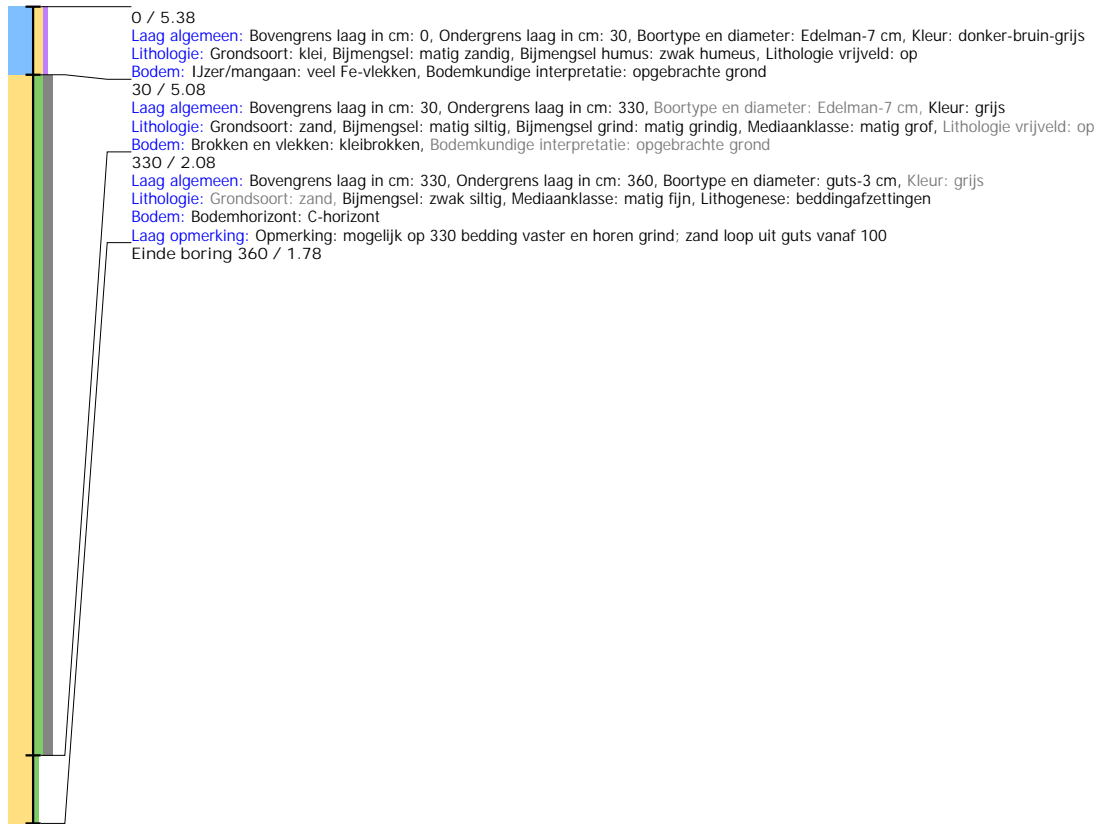 0 / 5.38
Laag algemeen: Bovengrens laag in cm: 0, Ondergrens laag in cm: 30, Boortype en diameter: Edelman-7 cm, Kleur: donker-bruin-grijs
Lithologie: Grondsoort: klei, Bijmengsel: matig zandig, Bijmengsel humus: zwak humeus, Lithologie vrijveld: op
Bodem: IJzer/mangaan: veel Fe-vlekken, Bodemkundige interpretatie: opgebrachte grond
30 / 5.08
Laag algemeen: Bovengrens laag in cm: 30, Ondergrens laag in cm: 330, Boortype en diameter: Edelman-7 cm, Kleur: grijs
Lithologie: Grondsoort: zand, Bijmengsel: matig siltig, Bijmengsel grind: matig grindig, Mediaanklasse: matig grof, Lithologie vrijveld: op
Bodem: Brokken en vlekken: kleibrokken, Bodemkundige interpretatie: opgebrachte grond
330 / 2.08
Laag algemeen: Bovengrens laag in cm: 330, Ondergrens laag in cm: 360, Boortype en diameter: guts-3 cm, Kleur: grijs
Lithologie: Grondsoort: zand, Bijmengsel: zwak siltig, Mediaanklasse: matig fijn, Lithogenese: beddingafzettingen
Bodem: Bodemhorizont: C-horizont
Laag opmerking: Opmerking: mogelijk op 330 bedding vaster en horen grind; zand loop uit guts vanaf 100
Einde boring 360 / 1.78